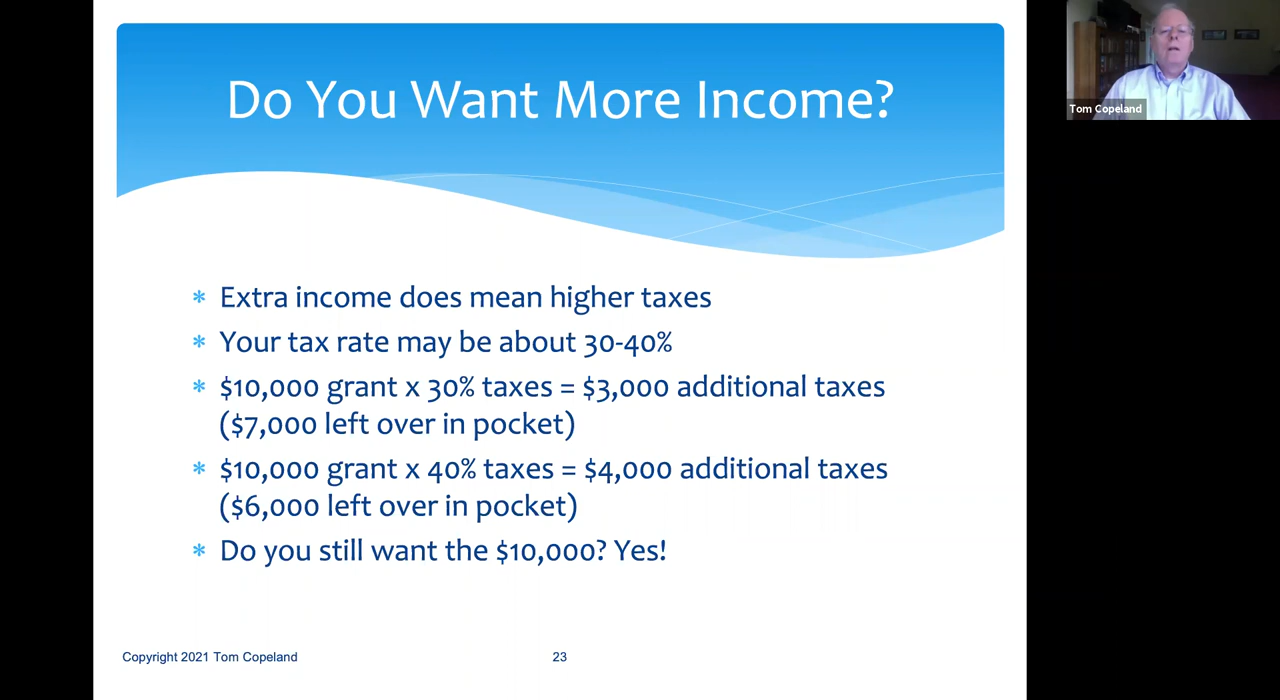 Do You Want More Income?
Tom Copeland
* Extra income does mean higher taxes
* Your tax rate may be about 30-40%
* $10,000 grant x 30% taxes = $3,000 additional taxes
($7,000 left over in pocket)
* $10,000 grant x 40% taxes = $4,000 additional taxes
($6,000 left over in pocket)
* Do you still want the $10,000? Yes!
Copyright 2021 Tom Copeland
23